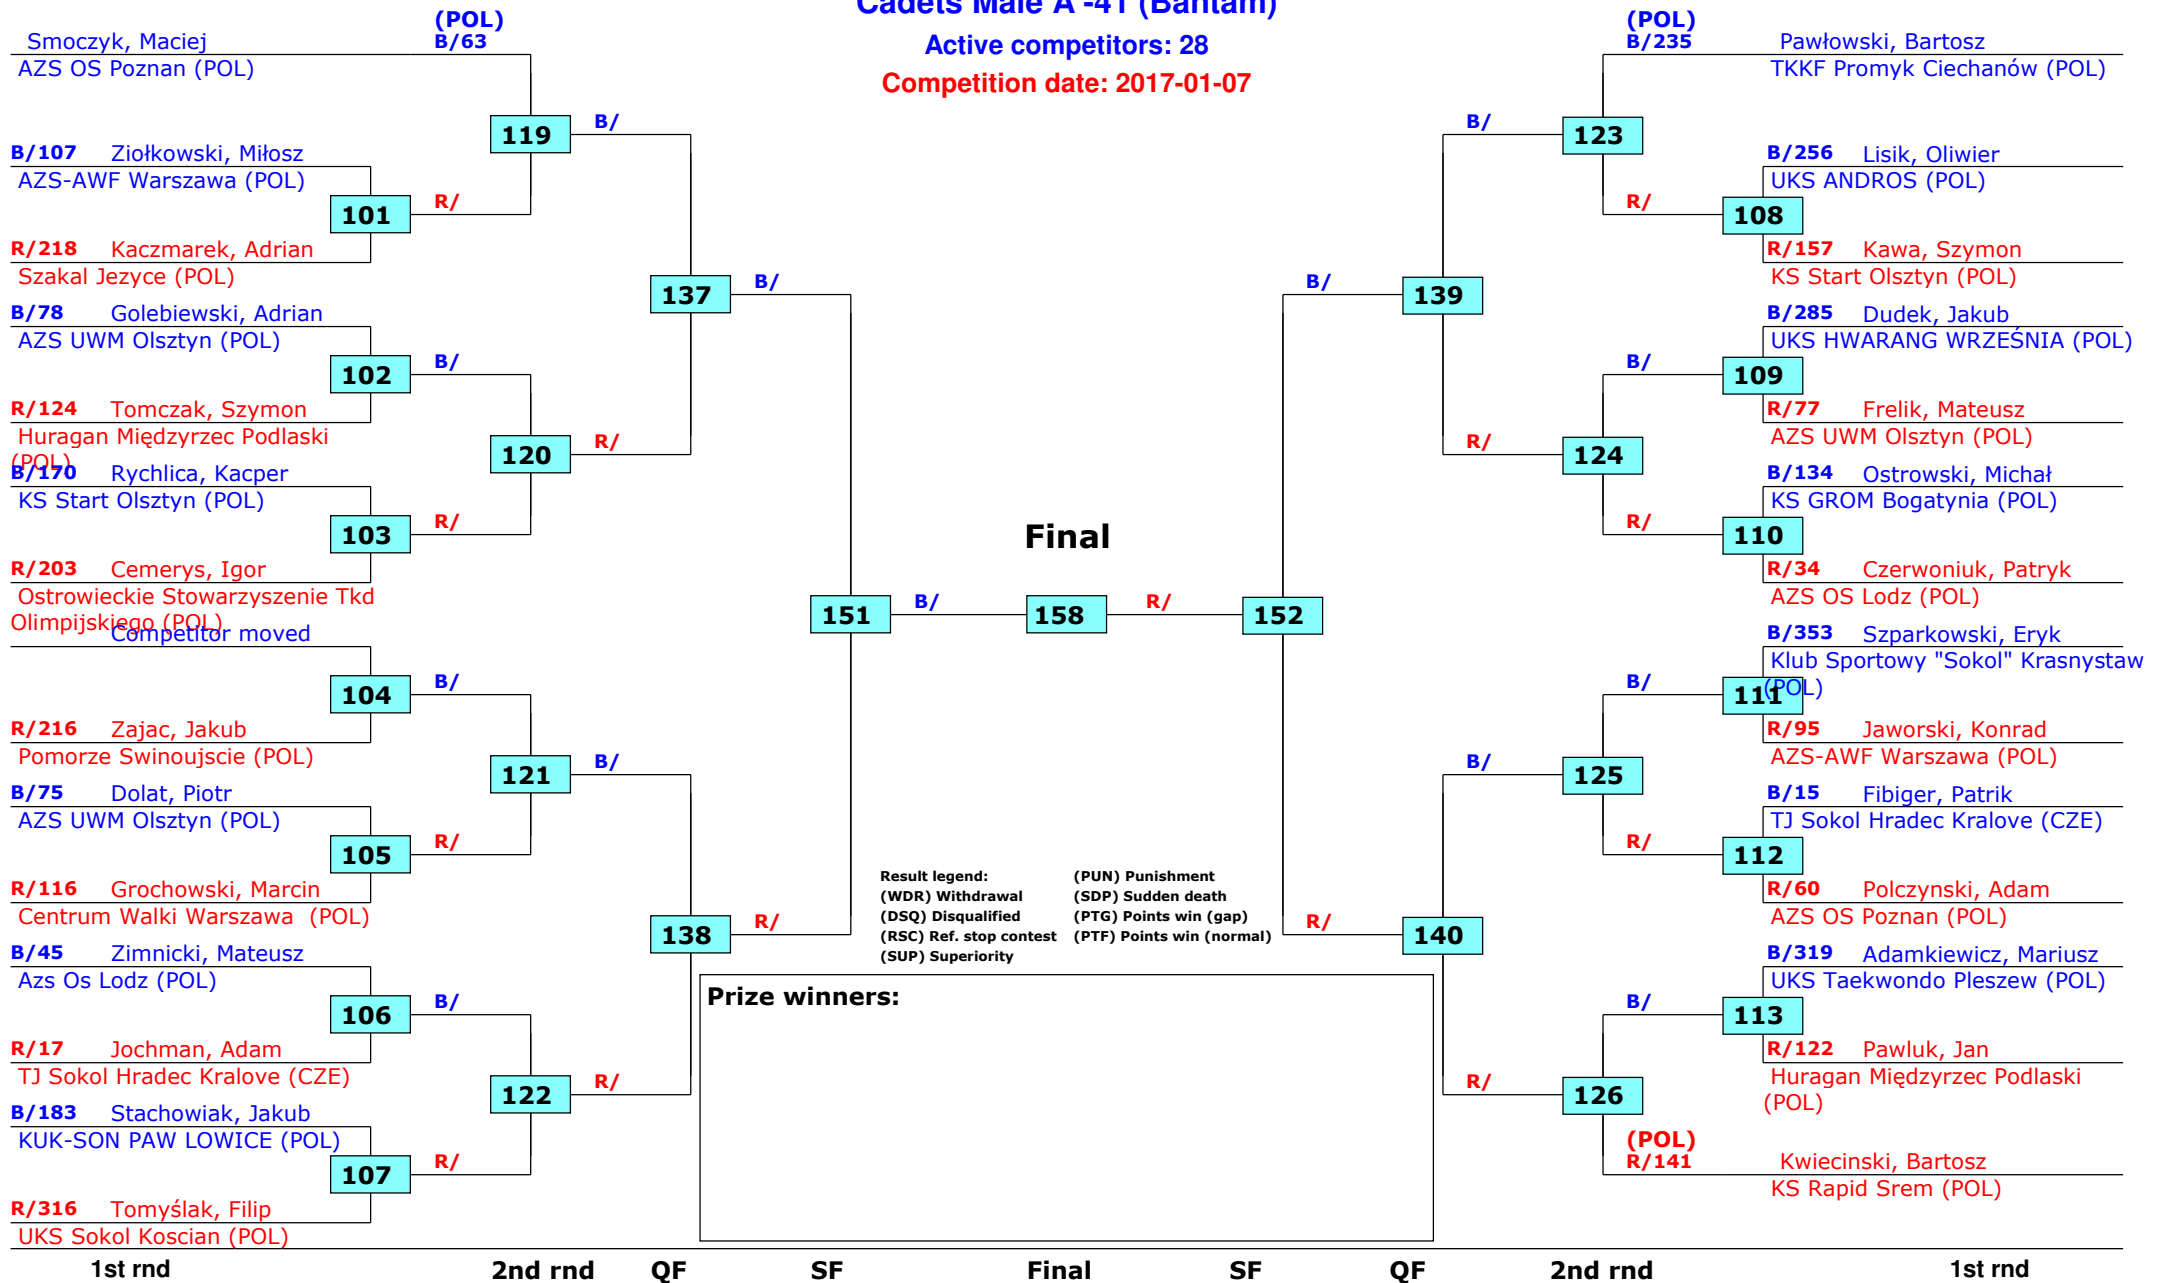 Cadets Male A -41 (Bantam)
Active competitors: 28
Competition date: 2017-01-07
(POL)
Smoczyk, Maciej B/63
AZS OS Poznan (POL)
119
B/
B/107 Ziołkowski, Miłosz
AZS-AWF Warszawa (POL)
101
R/
R/218 Kaczmarek, Adrian
Szakal Jezyce (POL)
137
B/
B/78 Golebiewski, Adrian
AZS UWM Olsztyn (POL)
102
B/
R/124 Tomczak, Szymon
Huragan Międzyrzec Podlaski
(POL)
120
R/
B/170 Rychlica, Kacper
KS Start Olsztyn (POL)
103
R/
R/203 Cemerys, Igor
Ostrowieckie Stowarzyszenie Tkd
Olimpijskiego (POL)
151
B/
Competitor moved
104
B/
R/216 Zajac, Jakub
Pomorze Swinoujscie (POL)
121
B/
B/75 Dolat, Piotr
AZS UWM Olsztyn (POL)
105
R/
R/116 Grochowski, Marcin
Centrum Walki Warszawa (POL)
138
R/
B/45 Zimnicki, Mateusz
Azs Os Lodz (POL)
106
B/
R/17 Jochman, Adam
TJ Sokol Hradec Kralove (CZE)
122
R/
B/183 Stachowiak, Jakub
KUK-SON PAW LOWICE (POL)
107
R/
R/316 Tomyślak, Filip
UKS Sokol Koscian (POL)
Final
158
R/
152
Result legend: (PUN) Punishment
(WDR) Withdrawal (SDP) Sudden death
(DSQ) Disqualified (PTG) Points win (gap)
(RSC) Ref. stop contest (PTF) Points win (normal)
(SUP) Superiority
Prize winners:
(POL)
B/235 Pawłowski, Bartosz
TKKF Promyk Ciechanów (POL)
B/
123
B/256 Lisik, Oliwier
UKS ANDROS (POL)
R/
108
R/157 Kawa, Szymon
KS Start Olsztyn (POL)
B/
139
B/285 Dudek, Jakub
UKS HWARANG WRZEŚNIA (POL)
B/
109
R/77 Frelik, Mateusz
AZS UWM Olsztyn (POL)
R/
124
B/134 Ostrowski, Michał
KS GROM Bogatynia (POL)
R/
110
R/34 Czerwoniuk, Patryk
AZS OS Lodz (POL)
B/353 Szparkowski, Eryk
Klub Sportowy "Sokol" Krasnystaw
(POL)
B/
111
R/95 Jaworski, Konrad
AZS-AWF Warszawa (POL)
B/
125
B/15 Fibiger, Patrik
TJ Sokol Hradec Kralove (CZE)
R/
112
R/60 Polczynski, Adam
AZS OS Poznan (POL)
R/
140
B/319 Adamkiewicz, Mariusz
UKS Taekwondo Pleszew (POL)
B/
113
R/122 Pawluk, Jan
Huragan Międzyrzec Podlaski
(POL)
R/
126
(POL)
R/141 Kwiecinski, Bartosz
KS Rapid Srem (POL)
1st rnd 2nd rnd QF SF Final SF QF 2nd rnd 1st rnd